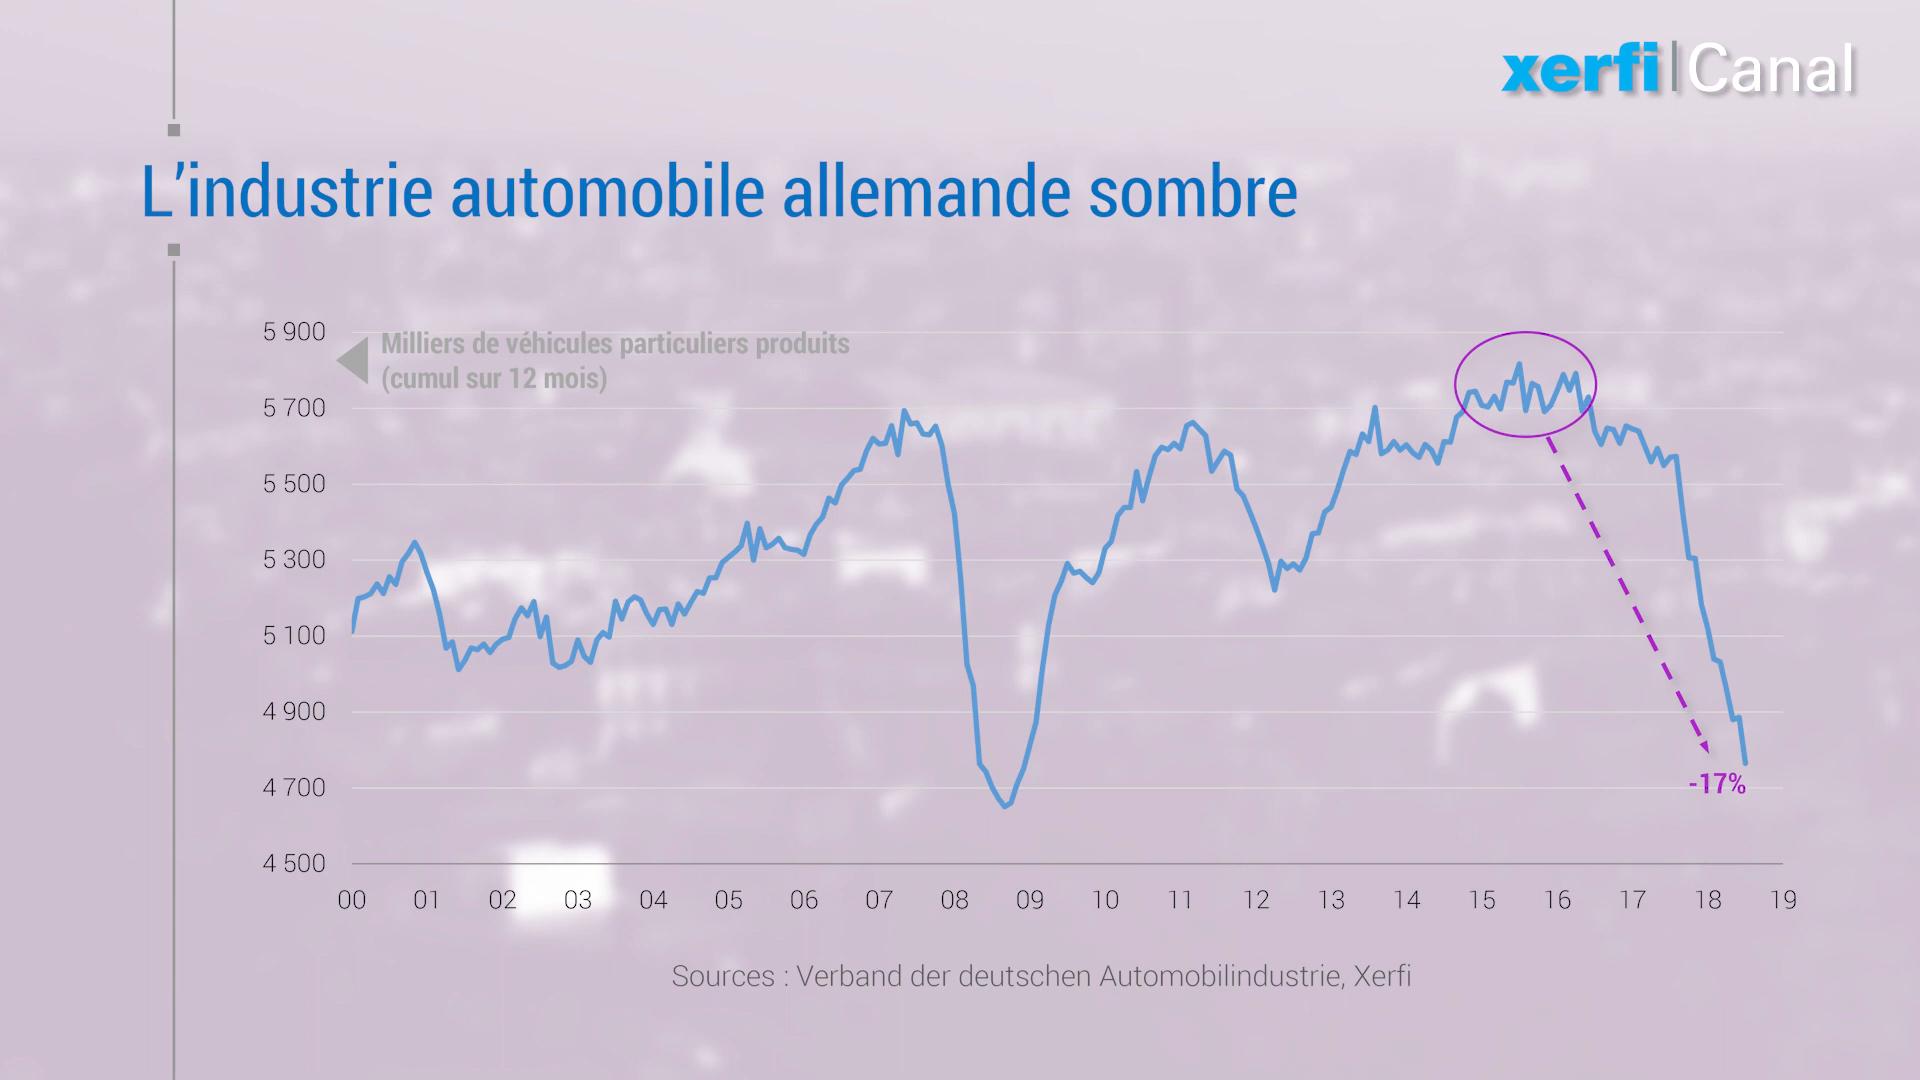 xerfi Canal
L'industrie automobile allemande sombre
5 900
Milliers de véhicules particuliers produits
(cumul sur 12 mois)
5 700
5 500
5 300
5 100
4 900
4 700
-17%
4 500
00 01 02 03 04 05 06 07 08 09 10 11 12 13 14 15 16 17 18 19
Sources : Verband der deutschen Automobilindustrie, Xerfi